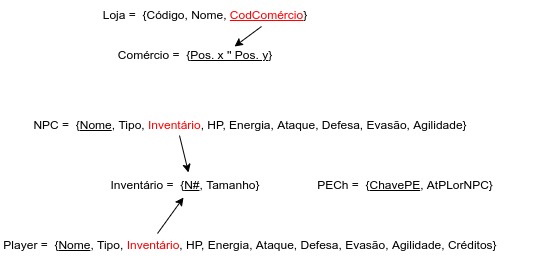 Loja = {Código, Nome, CodComércio}
Comércio = {Pos. x " Pos. y}
NPC = {Nome, Tipo, Inventário, HP, Energia, Ataque, Defesa, Evasão, Agilidade}
Inventário = {N#, Tamanho}
PECh = {ChavePE, AtPLorNPC}
Player = {Nome, Tipo, Inventário, HP, Energia, Ataque, Defesa, Evasão, Agilidade, Créditos}